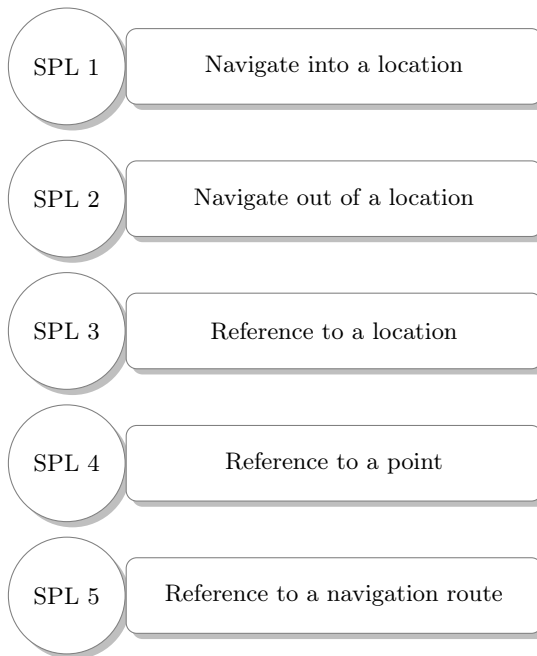 SPL 1
Navigate into a location
SPL 2
Navigate out of a location
SPL 3
Reference to a location
SPL 4
Reference to a point
SPL 5
Reference to a navigation route